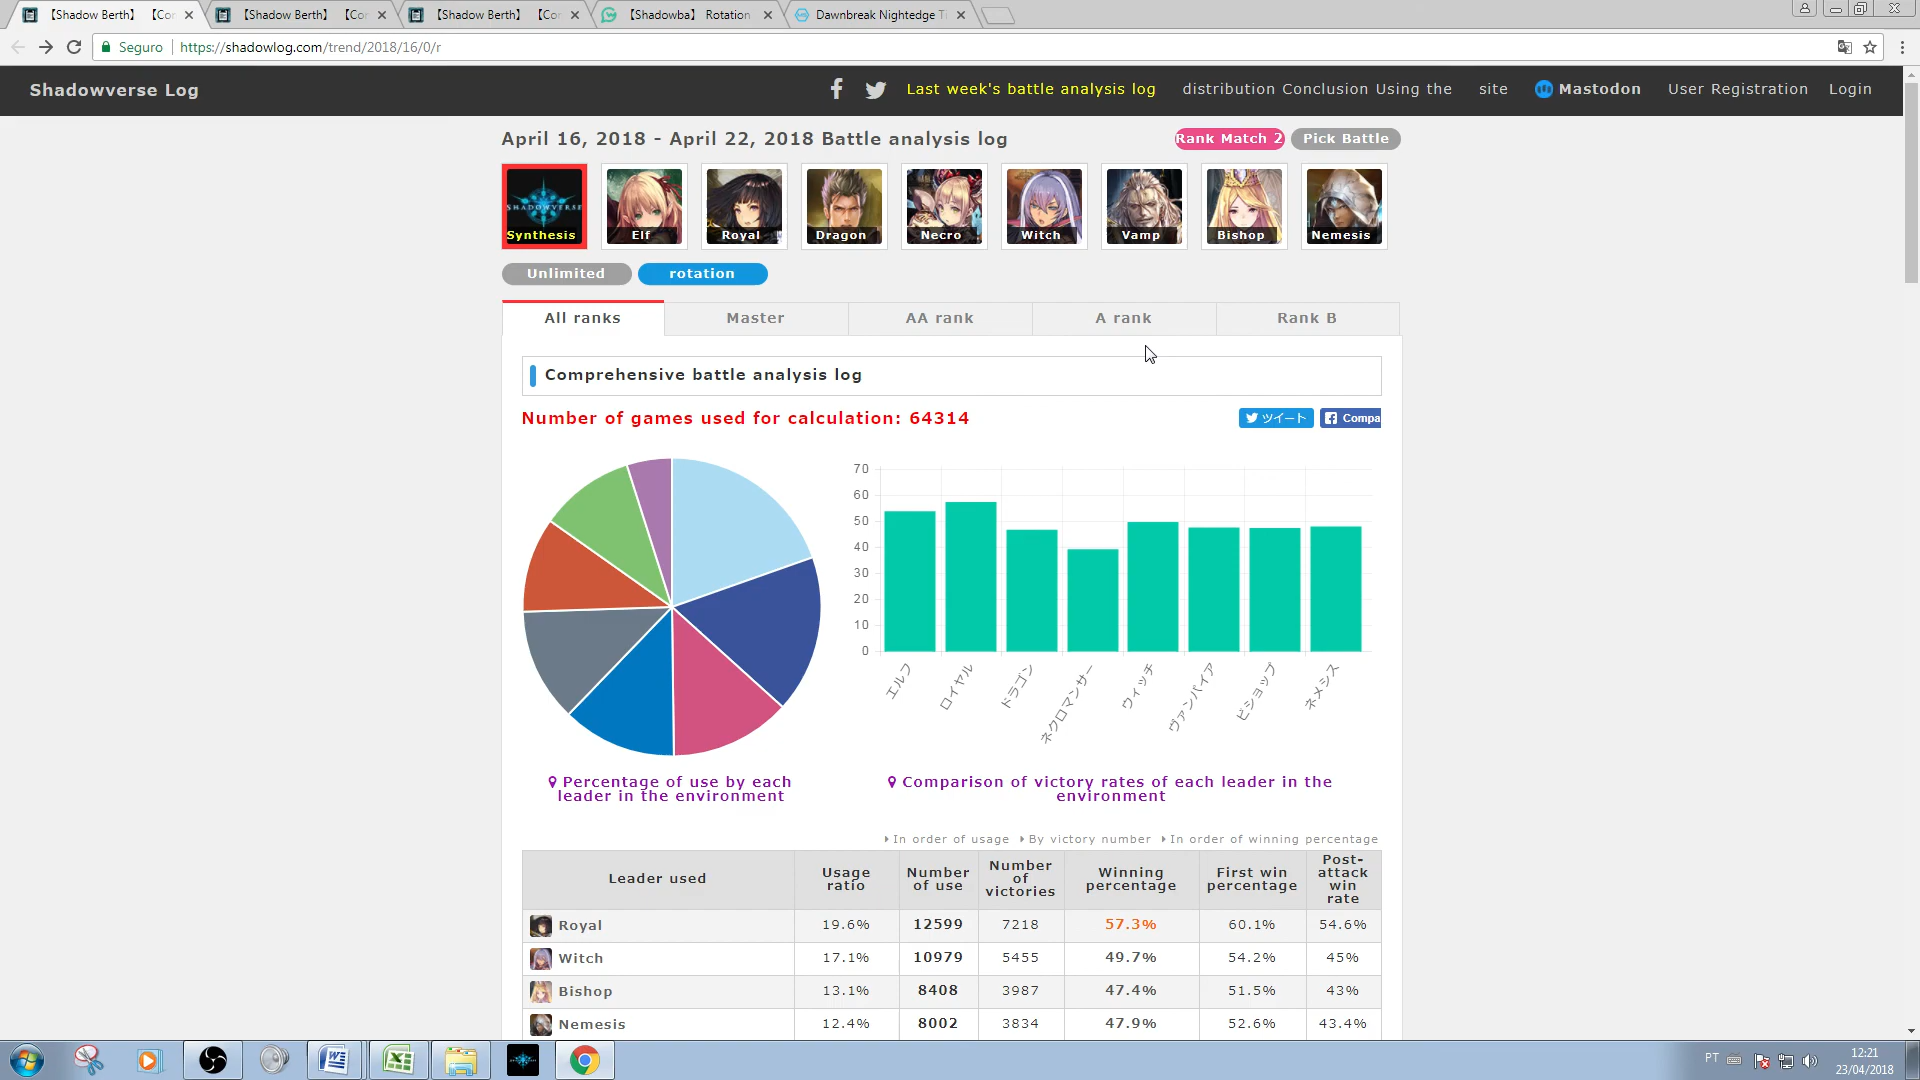 【Shadow Berth】 【Co
【Shadow Berth】 【Co
【Shadow Berth】 【Co
【Shadowba】 Rotation
Dawnbreak Nightedge T
Seguro
https://shadowlog.com/trend/2018/16/0/r
Shadowverse Log
Last week's battle analysis log
distribution Conclusion Using the
site
Mastodon
User Registration
Login
April 16, 2018 - April 22, 2018 Battle analysis log
Rank Match 2
Pick Battle
SHADOWVERSE
Synthesis
Elf
Royal
Dragon
Necro
Witch
Vamp
Bishop
Nemesis
Unlimited
rotation
All ranks
Master
AA rank
A rank
Rank B
Comprehensive battle analysis log
Number of games used for calculation: 64314
ツイート
Compa
70
60
50
40
30
20
10
0
エルフ
ロイヤル
ドラゴン
ネクロマンサー
ウィッチ
ヴァンパイア
ビショップ
ネメシス
Percentage of use by each
leader in the environment
Comparison of victory rates of each leader in the
environment
In order of usage
By victory number
In order of winning percentage
Leader used
Usage
ratio
Number
of use
Number
of
victories
Winning
percentage
First win
percentage
Post-
attack
win
rate
Royal 19.6% 12599 7218 57.3% 60.1% 54.6%
Witch 17.1% 10979 5455 49.7% 54.2% 45%
Bishop 13.1% 8408 3987 47.4% 51.5% 43%
Nemesis 12.4% 8002 3834 47.9% 52.6% 43.4%
PT
12:21
23/04/2018